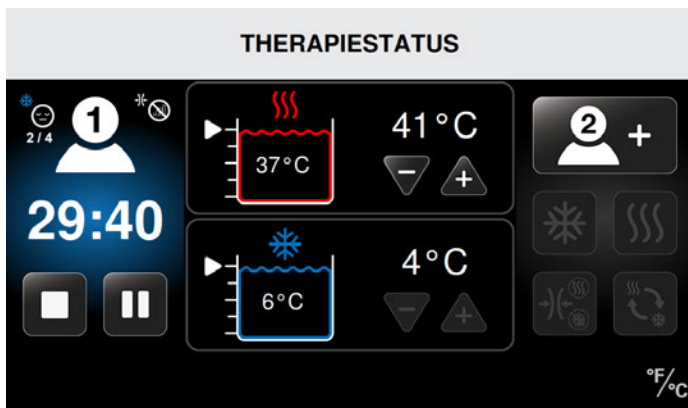 THERAPIESTATUS
1
2/4
29:40
41°C
37°C
− +
4°C
6°C
− +
2 +
°F/°C